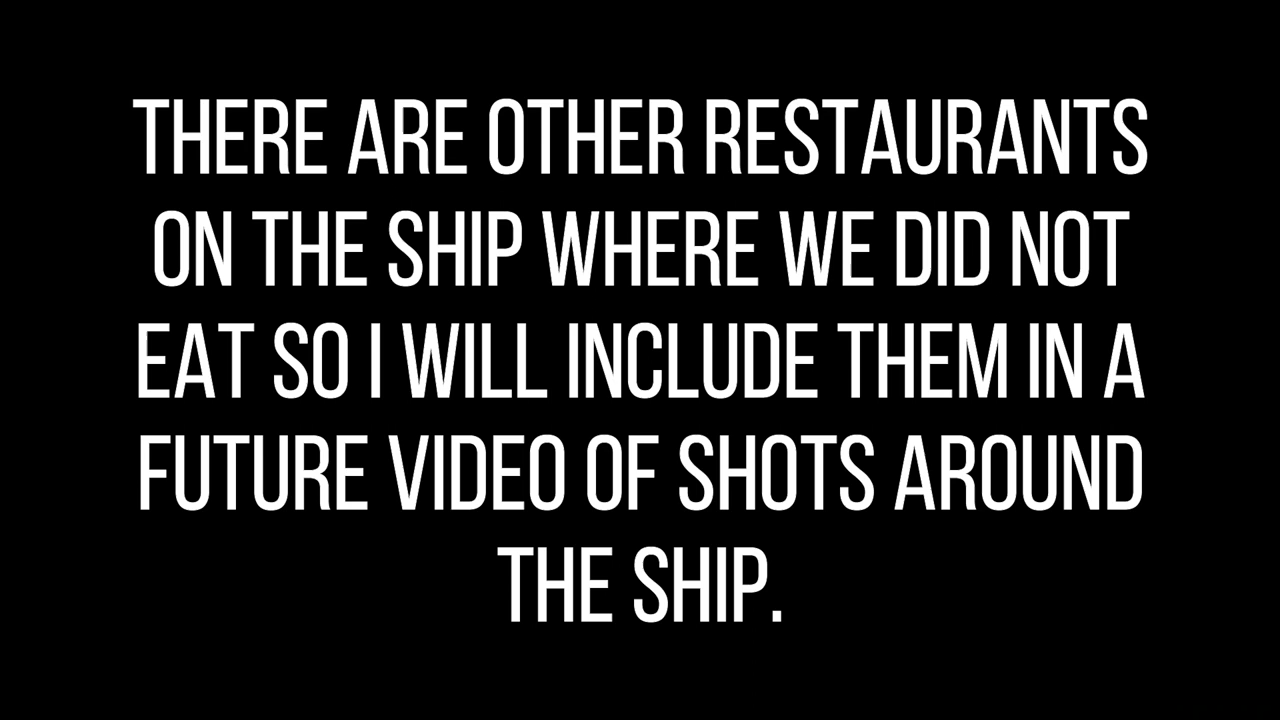 THERE ARE OTHER RESTAURANTS
ON THE SHIP WHERE WE DID NOT
EAT SO I WILL INCLUDE THEM IN A
FUTURE VIDEO OF SHOTS AROUND
THE SHIP.